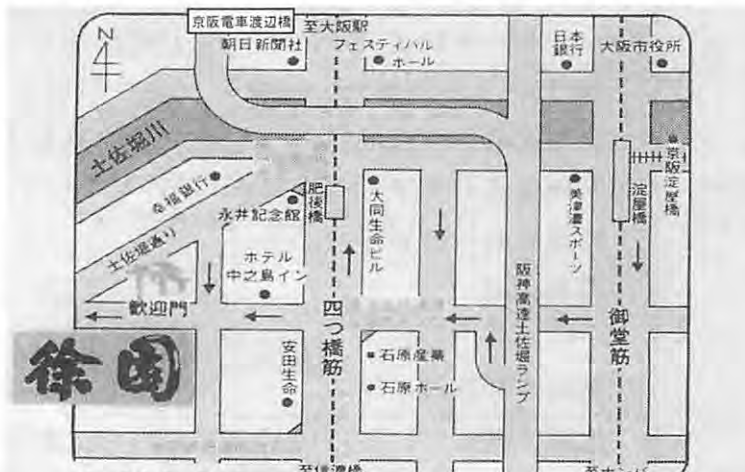 京阪電車渡辺橋
至大阪駅
N
朝日新聞社
フェスティバル
ホール
日本
銀行
大阪市役所
土佐堀川
幸福銀行
永井記念館
肥後橋
大同生命ビル
美津濃スポーツ
淀屋橋
京阪淀屋橋
土佐堀通り
ホテル
中之島イン
歓迎門
徐園
四つ橋筋
阪神高速土佐堀ランプ
御堂筋
安田生命
石原産業
石原ホール
至信濃橋